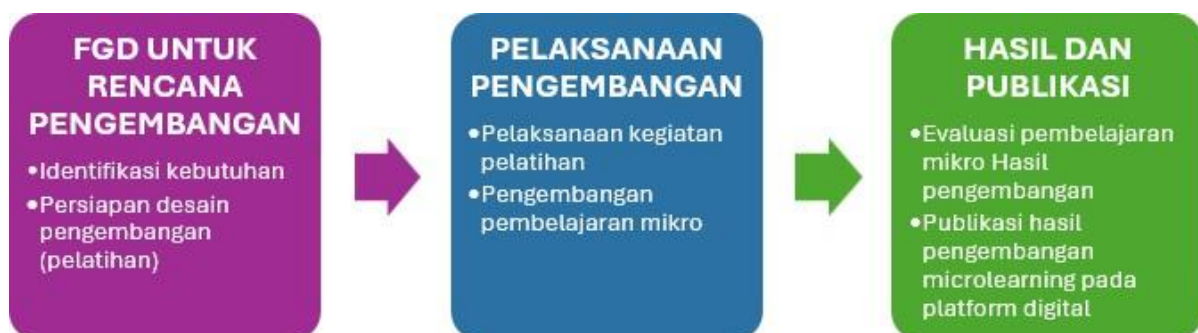 FGD UNTUK
RENCANA
PENGEMBANGAN
•Identifikasi kebutuhan
•Persiapan desain
pengembangan
(pelatihan)
PELAKSANAAN
PENGEMBANGAN
•Pelaksanaan kegiatan
pelatihan
•Pengembangan
pembelajaran mikro
HASIL DAN
PUBLIKASI
•Evaluasi pembelajaran
mikro Hasil
pengembangan
•Publikasi hasil
pengembangan
microlearning pada
platform digital